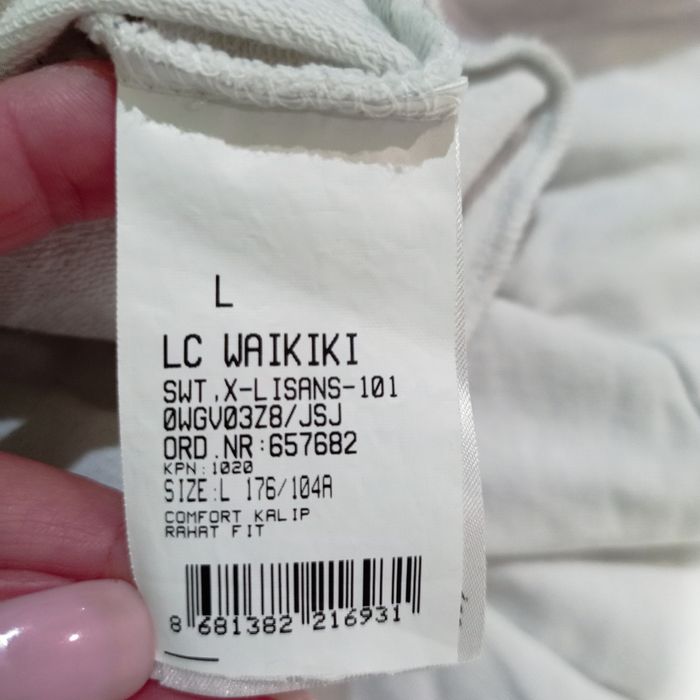 L
LC WAIKIKI
SWT.X-LISANS-101
0WGV03Z8/JSJ
ORD.NR:657682
KPN:1020
SIZE:L 176/104A
COMFORT KALIP
RAHAT FIT
8 681382 216931